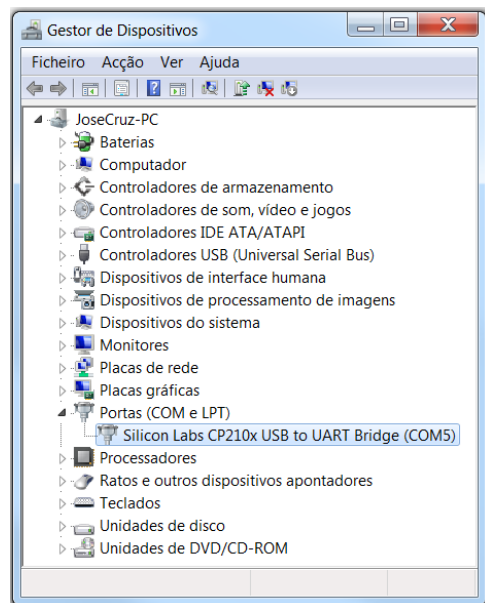 Gestor de Dispositivos
Ficheiro Acção Ver Ajuda
JoseCruz-PC
Baterias
Computador
Controladores de armazenamento
Controladores de som, vídeo e jogos
Controladores IDE ATA/ATAPI
Controladores USB (Universal Serial Bus)
Dispositivos de interface humana
Dispositivos de processamento de imagens
Dispositivos do sistema
Monitores
Placas de rede
Placas gráficas
Portas (COM e LPT)
Silicon Labs CP210x USB to UART Bridge (COM5)
Processadores
Ratos e outros dispositivos apontadores
Teclados
Unidades de disco
Unidades de DVD/CD-ROM